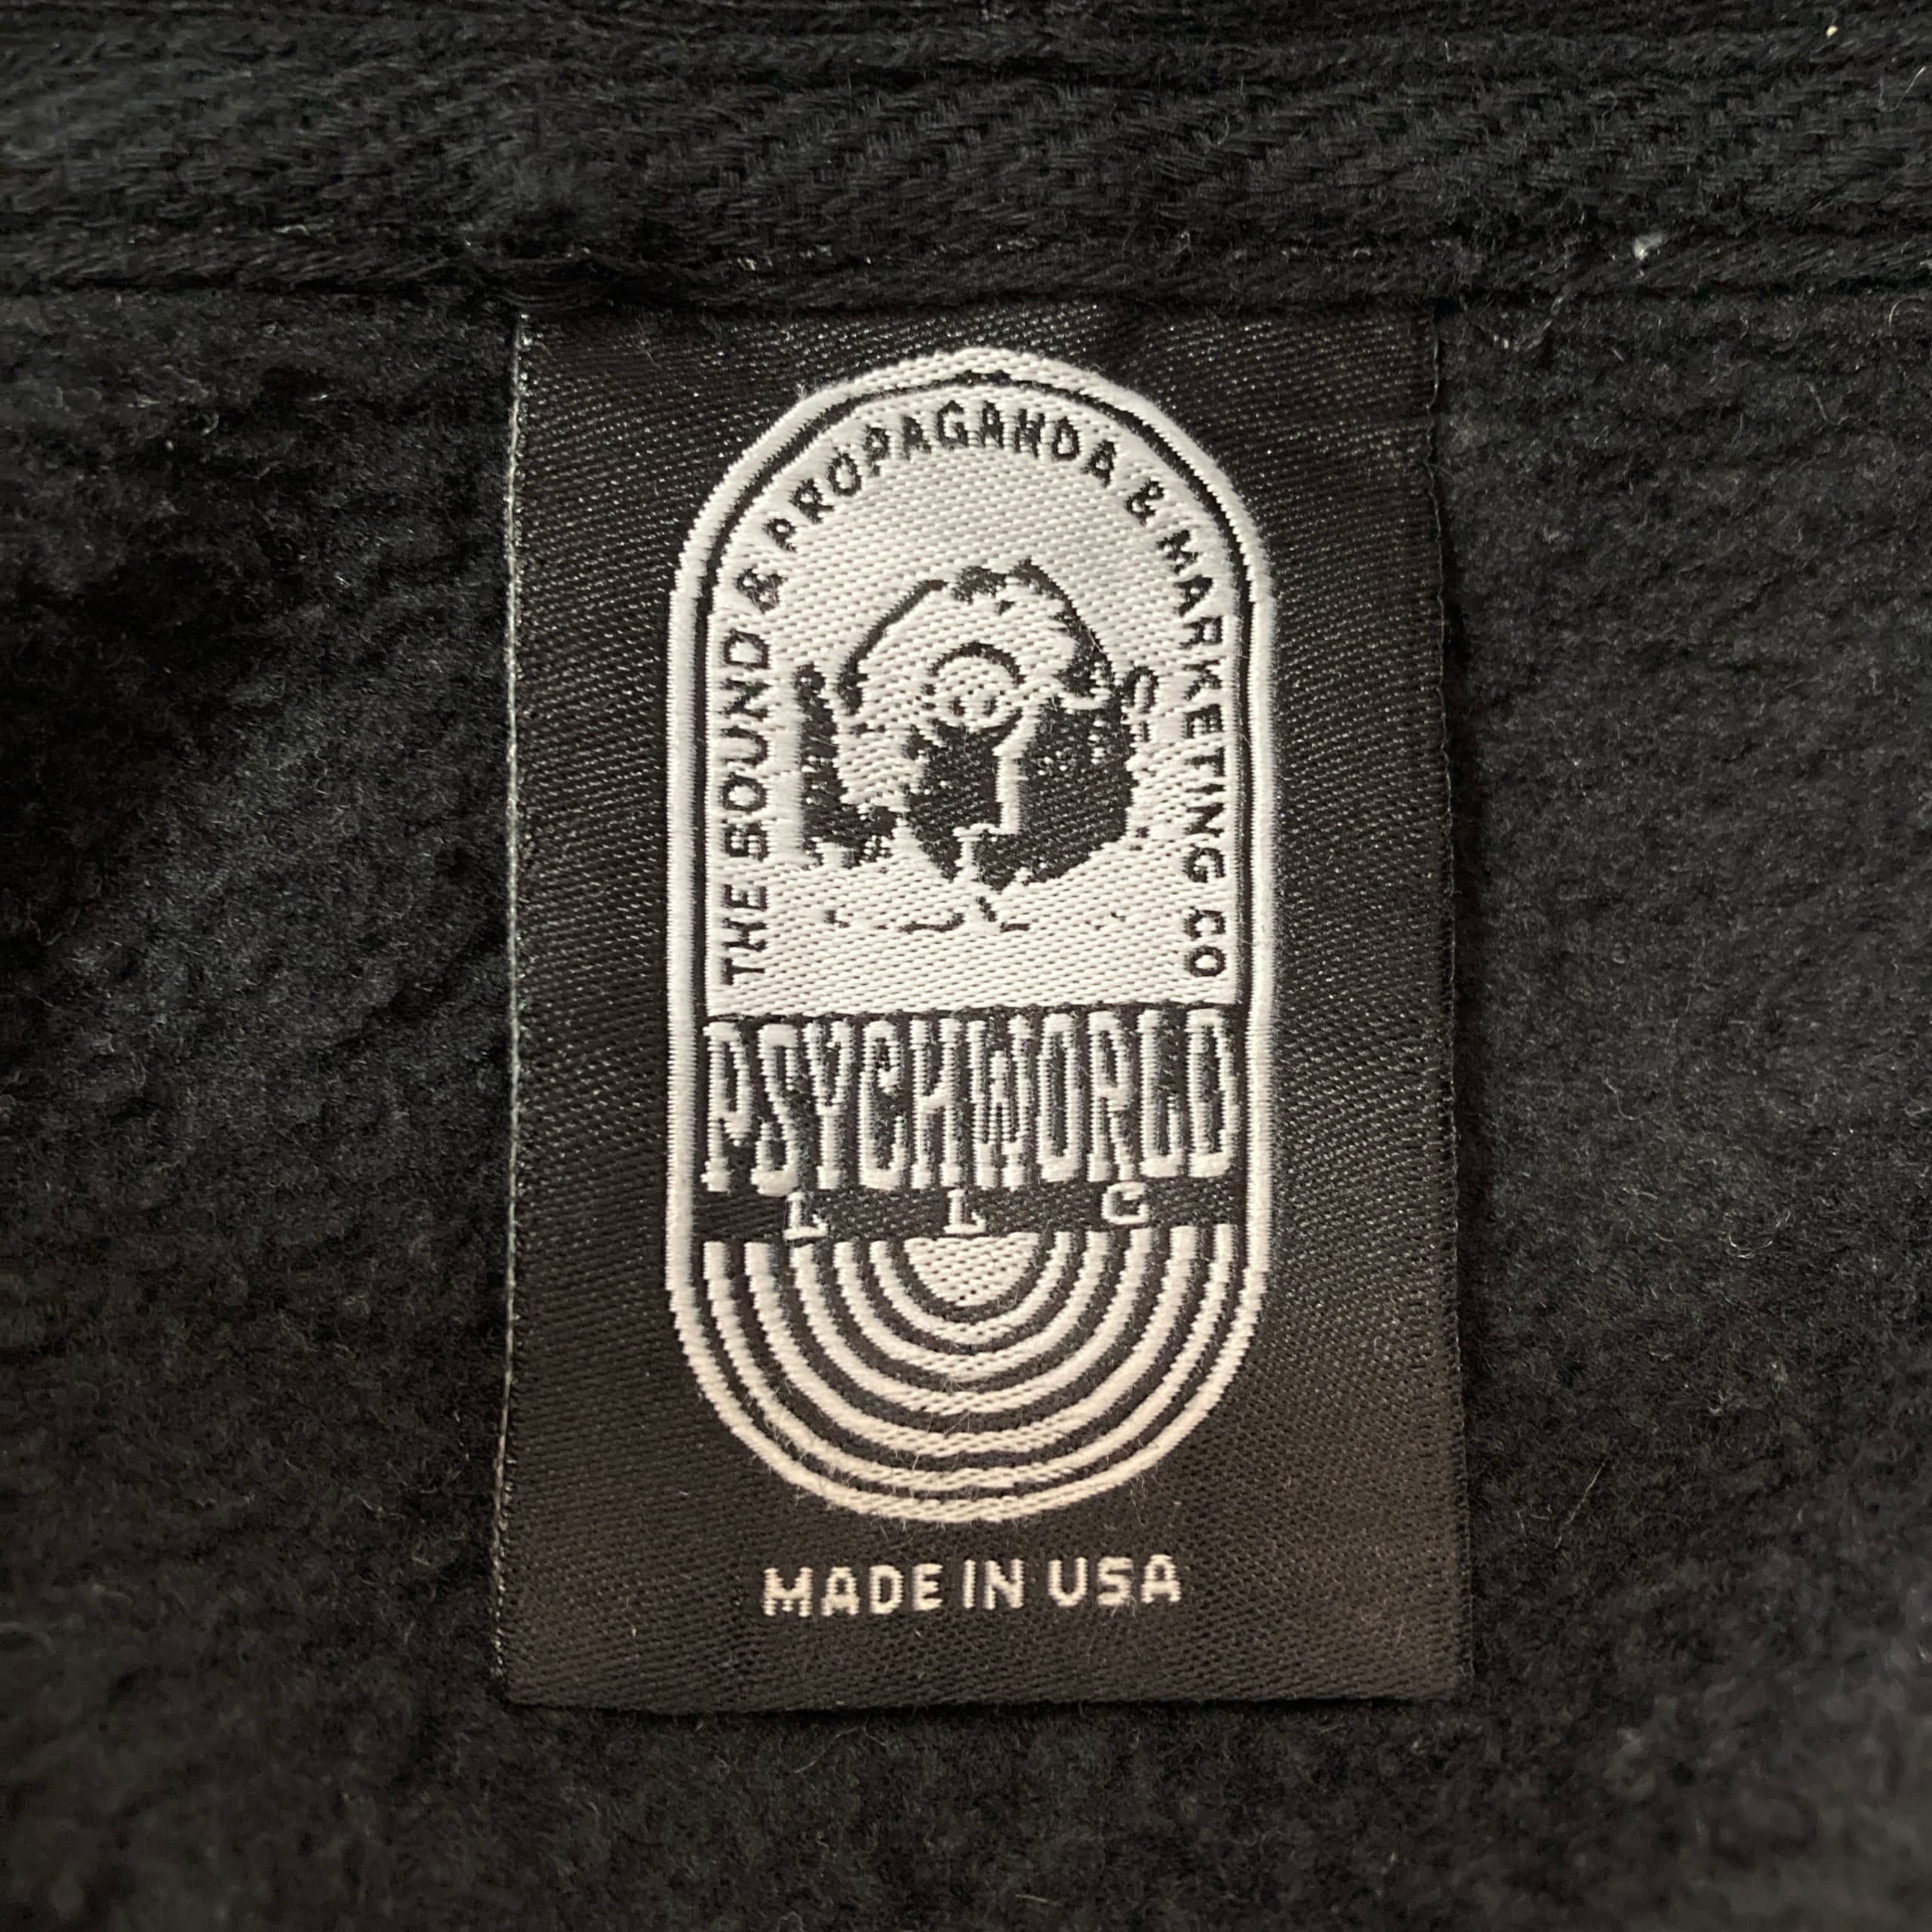 THE SOUND & PROPAGANDA & MARKETING CO
PSYCHWORLD
LLC
MADE IN USA